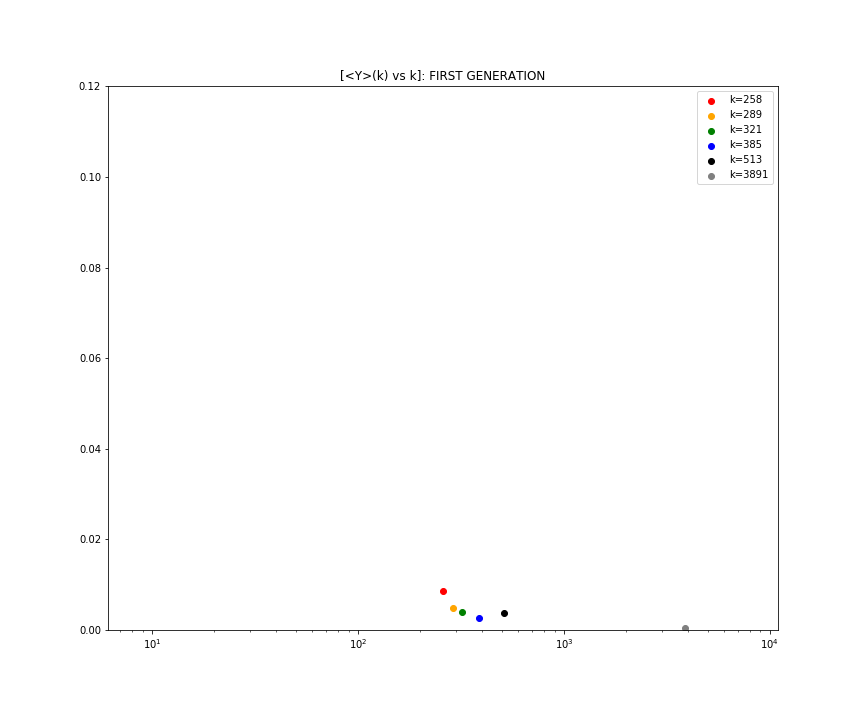 [<Y>(k) vs k]: FIRST GENERATION
0.12
0.10
0.08
0.06
0.04
0.02
0.00
k=258
k=289
k=321
k=385
k=513
k=3891
10¹ 10² 10³ 10⁴